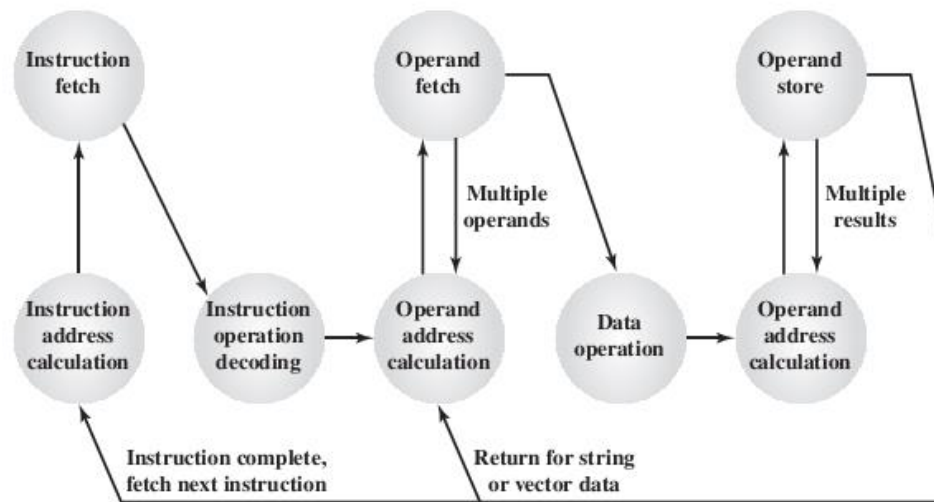 Instruction
fetch
Operand
fetch
Operand
store
Multiple
operands
Multiple
results
Instruction
address
calculation
Instruction
operation
decoding
Operand
address
calculation
Data
operation
Operand
address
calculation
Instruction complete,
fetch next instruction
Return for string
or vector data